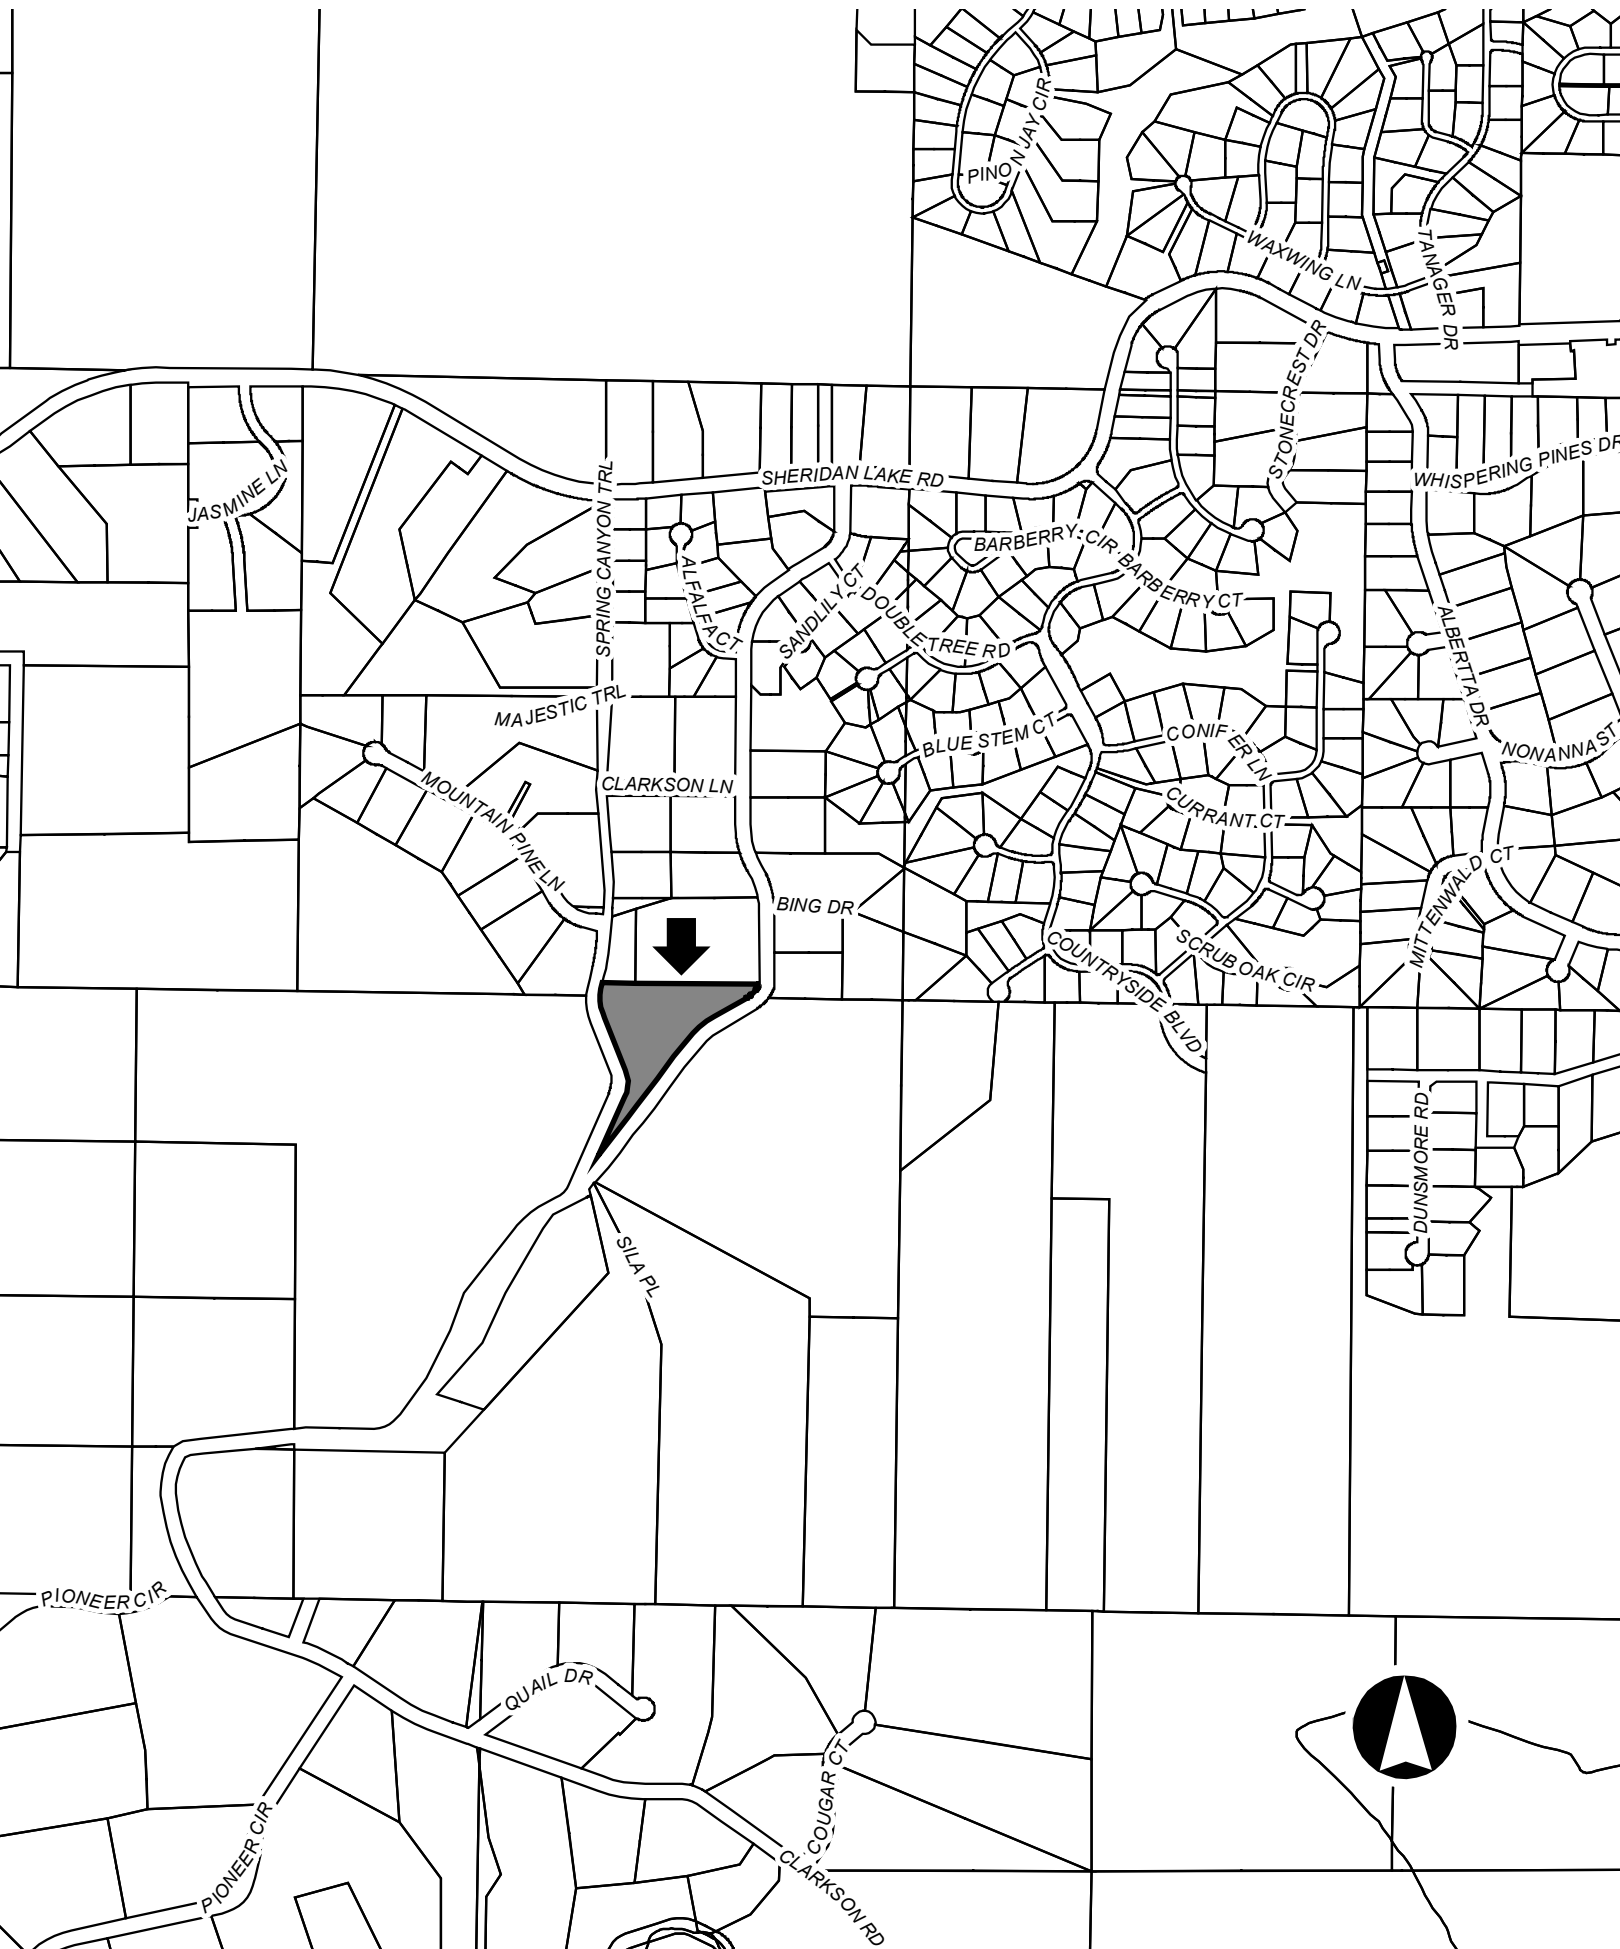 PINON JAY CIR
WAXWING LN
TANAGER DR
STONECREST DR
WHISPERING PINES DR
JASMINE LN
SPRING CANYON TRL
SHERIDAN LAKE RD
BARBERRY CIR
BARBERRY CT
ALFALFA CT
SANDLILY CT
DOUBLETREE RD
ALBERTA DR
MAJESTIC TRL
BLUE STEM CT
CONIFER LN
NONANNA ST
MOUNTAIN PINE LN
CLARKSON LN
CURRANT CT
MITTENWALD CT
BING DR
COUNTRYSIDE BLVD
SCRUB OAK CIR
DUNSMORE RD
SILA PL
PIONEER CIR
QUAIL DR
COUGAR CT
PIONEER CIR
CLARKSON RD